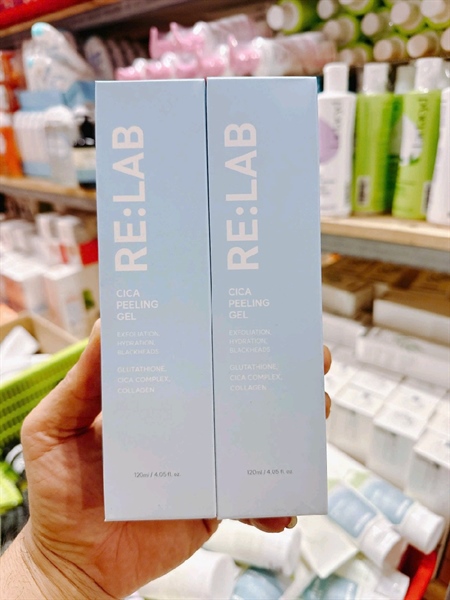 RE:LAB
CICA
PEELING
GEL
EXFOLIATION,
HYDRATION,
BLACKHEADS
GLUTATHIONE,
CICA COMPLEX,
COLLAGEN
120ml / 4.05 fl. oz.
RE:LAB
CICA
PEELING
GEL
EXFOLIATION,
HYDRATION,
BLACKHEADS
GLUTATHIONE,
CICA COMPLEX,
COLLAGEN
120ml / 4.05 fl. oz.